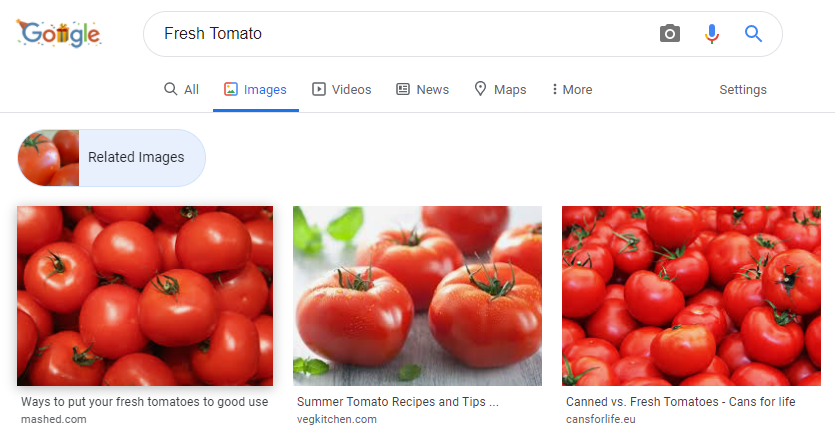 Google
Fresh Tomato
All Images Videos News Maps More Settings
Related Images
Ways to put your fresh tomatoes to good use
mashed.com
Summer Tomato Recipes and Tips ...
vegkitchen.com
Canned vs. Fresh Tomatoes - Cans for life
cansforlife.eu